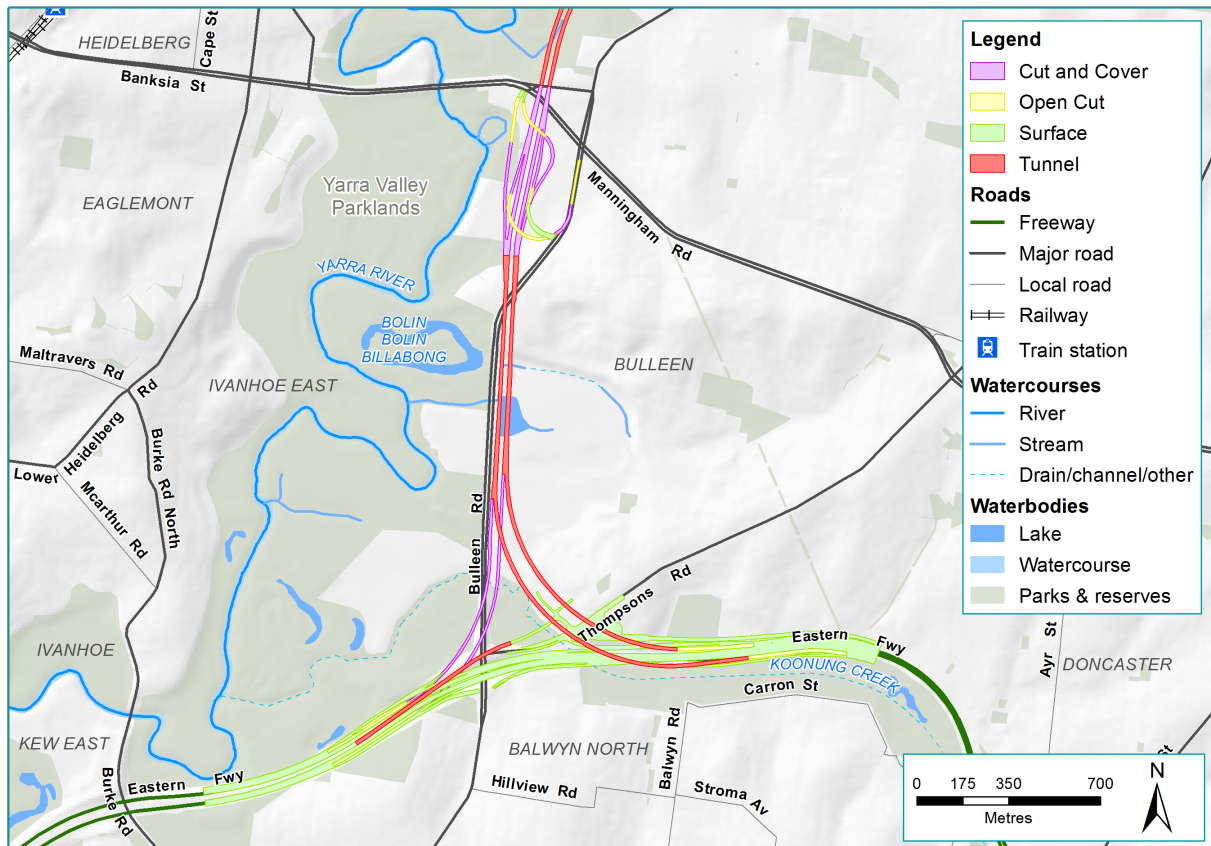 HEIDELBERG
Cape St
Banksia St
EAGLEMONT
Yarra Valley
Parklands
Manningham Rd
YARRA RIVER
BOLIN
BOLIN
BILLABONG
BULLEEN
Maltravers Rd
IVANHOE EAST
Lower Heidelberg Rd
Burke Rd North
Mcarthur Rd
Bulleen Rd
Thompsons Rd
Eastern Fwy
KOONUNG CREEK
Carron St
Ayr St
DONCASTER
IVANHOE
KEW EAST
Burke Rd
Eastern Fwy
BALWYN NORTH
Balwyn Rd
Hillview Rd
Stroma Av
St
Legend
Cut and Cover
Open Cut
Surface
Tunnel
Roads
Freeway
Major road
Local road
Railway
Train station
Watercourses
River
Stream
Drain/channel/other
Waterbodies
Lake
Watercourse
Parks & reserves
0 175 350 700
Metres
N